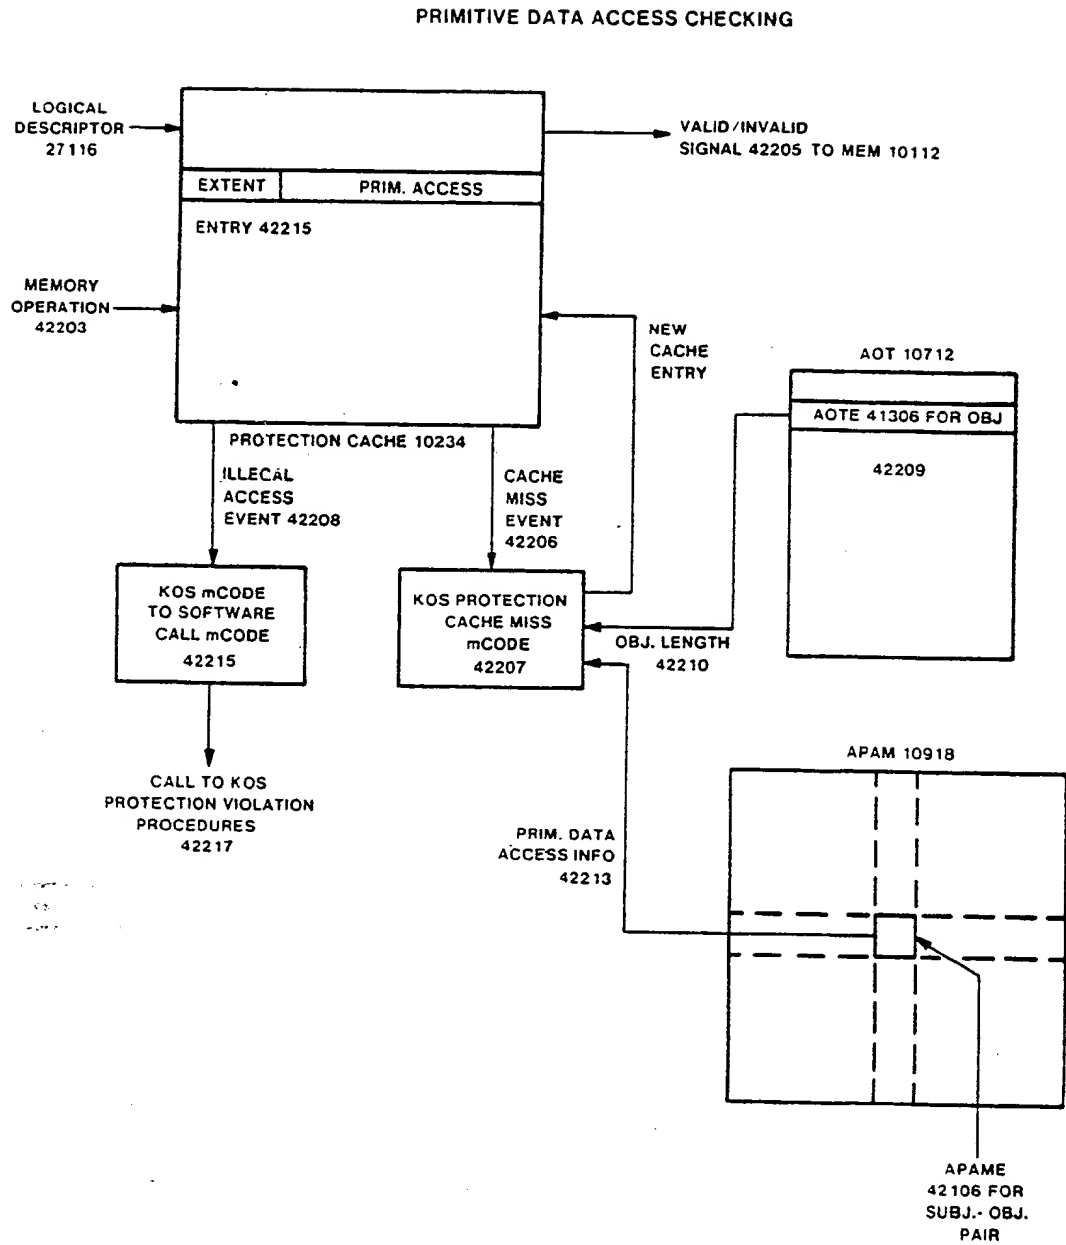 PRIMITIVE DATA ACCESS CHECKING
LOGICAL
DESCRIPTOR
27116
VALID/INVALID
SIGNAL 42205 TO MEM 10112
EXTENT
PRIM. ACCESS
ENTRY 42215
MEMORY
OPERATION
42203
NEW
CACHE
ENTRY
AOT 10712
AOTE 41306 FOR OBJ
42209
PROTECTION CACHE 10234
ILLECAL
ACCESS
EVENT 42208
CACHE
MISS
EVENT
42206
KOS mCODE
TO SOFTWARE
CALL mCODE
42215
KOS PROTECTION
CACHE MISS
mCODE
42207
OBJ. LENGTH
42210
CALL TO KOS
PROTECTION VIOLATION
PROCEDURES
42217
APAM 10918
PRIM. DATA
ACCESS INFO
42213
APAME
42106 FOR
SUBJ.- OBJ.
PAIR